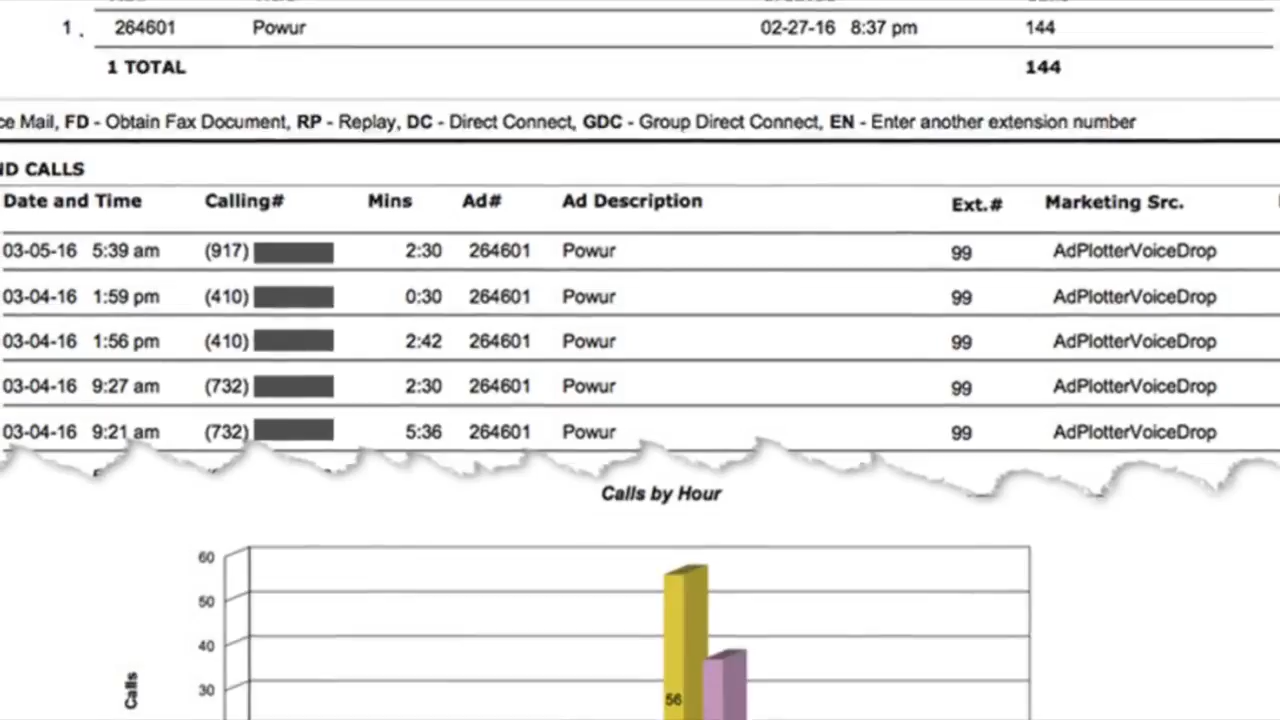 1. 264601 Powur 02-27-16 8:37 pm 144
1 TOTAL 144
ce Mail, FD - Obtain Fax Document, RP - Replay, DC - Direct Connect, GDC - Group Direct Connect, EN - Enter another extension number
ND CALLS
Date and Time Calling# Mins Ad# Ad Description Ext.# Marketing Src.
03-05-16 5:39 am (917) 2:30 264601 Powur 99 AdPlotterVoiceDrop
03-04-16 1:59 pm (410) 0:30 264601 Powur 99 AdPlotterVoiceDrop
03-04-16 1:56 pm (410) 2:42 264601 Powur 99 AdPlotterVoiceDrop
03-04-16 9:27 am (732) 2:30 264601 Powur 99 AdPlotterVoiceDrop
03-04-16 9:21 am (732) 5:36 264601 Powur 99 AdPlotterVoiceDrop
Calls by Hour
60
50
40
30
Calls
56